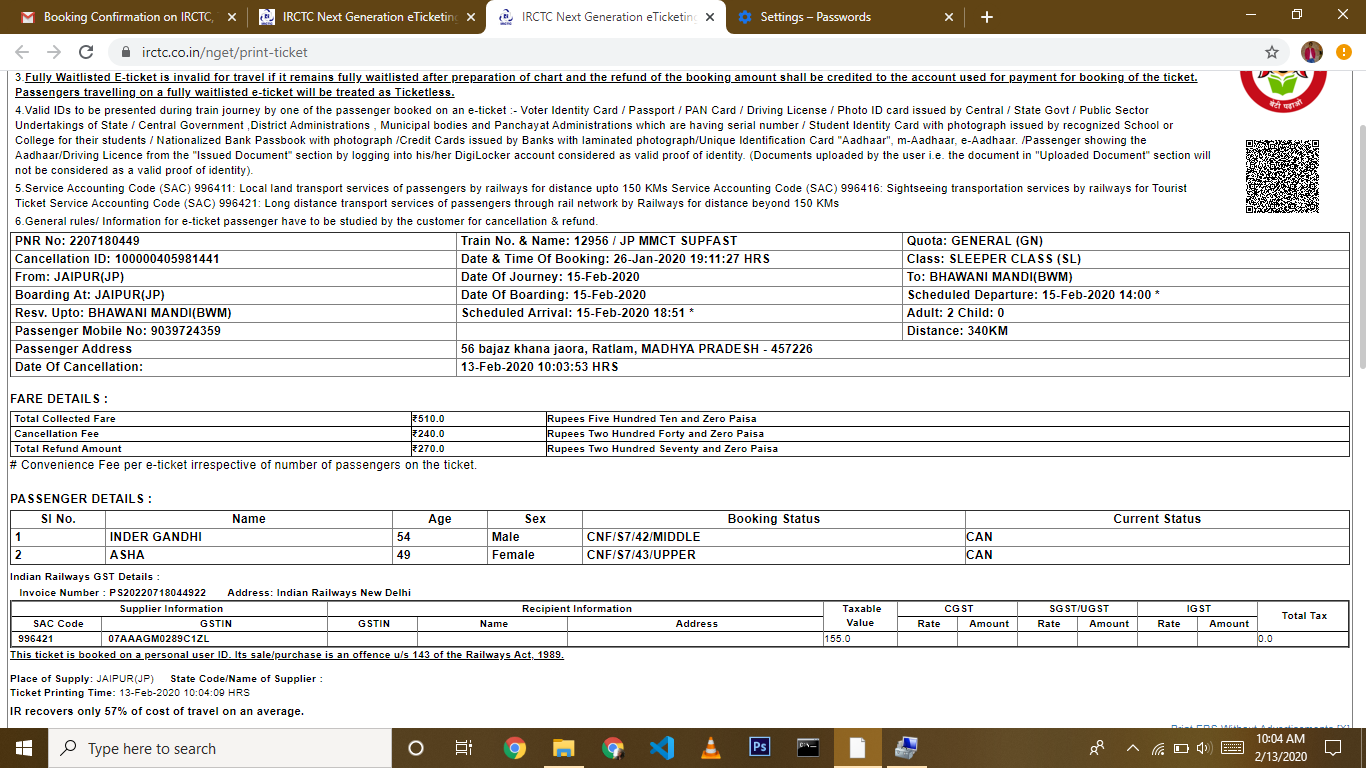 Booking Confirmation on IRCTC,
IRCTC Next Generation eTicketing
IRCTC Next Generation eTicketing
Settings – Passwords
irctc.co.in/nget/print-ticket
3.Fully Waitlisted E-ticket is invalid for travel if it remains fully waitlisted after preparation of chart and the refund of the booking amount shall be credited to the account used for payment for booking of the ticket.
Passengers travelling on a fully waitlisted e-ticket will be treated as Ticketless.
4.Valid IDs to be presented during train journey by one of the passenger booked on an e-ticket :- Voter Identity Card / Passport / PAN Card / Driving License / Photo ID card issued by Central / State Govt / Public Sector
Undertakings of State / Central Government ,District Administrations , Municipal bodies and Panchayat Administrations which are having serial number / Student Identity Card with photograph issued by recognized School or
College for their students / Nationalized Bank Passbook with photograph /Credit Cards issued by Banks with laminated photograph/Unique Identification Card "Aadhaar", m-Aadhaar, e-Aadhaar. /Passenger showing the
Aadhaar/Driving Licence from the "Issued Document" section by logging into his/her DigiLocker account considered as valid proof of identity. (Documents uploaded by the user i.e. the document in "Uploaded Document" section will
not be considered as a valid proof of identity).
5.Service Accounting Code (SAC) 996411: Local land transport services of passengers by railways for distance upto 150 KMs Service Accounting Code (SAC) 996416: Sightseeing transportation services by railways for Tourist
Ticket Service Accounting Code (SAC) 996421: Long distance transport services of passengers through rail network by Railways for distance beyond 150 KMs
6.General rules/ Information for e-ticket passenger have to be studied by the customer for cancellation & refund.
बेटी पढ़ाओ
PNR No: 2207180449 Train No. & Name: 12956 / JP MMCT SUPFAST Quota: GENERAL (GN)
Cancellation ID: 100000405981441 Date & Time Of Booking: 26-Jan-2020 19:11:27 HRS Class: SLEEPER CLASS (SL)
From: JAIPUR(JP) Date Of Journey: 15-Feb-2020 To: BHAWANI MANDI(BWM)
Boarding At: JAIPUR(JP) Date Of Boarding: 15-Feb-2020 Scheduled Departure: 15-Feb-2020 14:00 *
Resv. Upto: BHAWANI MANDI(BWM) Scheduled Arrival: 15-Feb-2020 18:51 * Adult: 2 Child: 0
Passenger Mobile No: 9039724359 Distance: 340KM
Passenger Address 56 bajaz khana jaora, Ratlam, MADHYA PRADESH - 457226
Date Of Cancellation: 13-Feb-2020 10:03:53 HRS
FARE DETAILS :
Total Collected Fare ₹510.0 Rupees Five Hundred Ten and Zero Paisa
Cancellation Fee ₹240.0 Rupees Two Hundred Forty and Zero Paisa
Total Refund Amount ₹270.0 Rupees Two Hundred Seventy and Zero Paisa
# Convenience Fee per e-ticket irrespective of number of passengers on the ticket.
PASSENGER DETAILS :
Sl No. Name Age Sex Booking Status Current Status
1 INDER GANDHI 54 Male CNF/S7/42/MIDDLE CAN
2 ASHA 49 Female CNF/S7/43/UPPER CAN
Indian Railways GST Details :
Invoice Number : PS20220718044922 Address: Indian Railways New Delhi
Supplier Information Recipient Information Taxable Value CGST SGST/UGST IGST Total Tax
SAC Code GSTIN GSTIN Name Address Rate Amount Rate Amount Rate Amount
996421 07AAAGM0289C1ZL 155.0 0.0
This ticket is booked on a personal user ID. Its sale/purchase is an offence u/s 143 of the Railways Act, 1989.
Place of Supply: JAIPUR(JP) State Code/Name of Supplier :
Ticket Printing Time: 13-Feb-2020 10:04:09 HRS
IR recovers only 57% of cost of travel on an average.
Print ERS Without Advertisements [X]
Type here to search
Ps
10:04 AM
2/13/2020